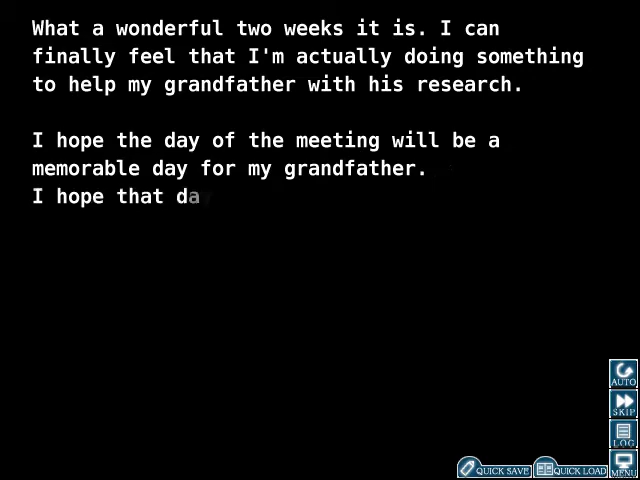 What a wonderful two weeks it is. I can
finally feel that I'm actually doing something
to help my grandfather with his research.
I hope the day of the meeting will be a
memorable day for my grandfather.
I hope that da
AUTO
SKIP
LOG
MENU
QUICK SAVE
QUICK LOAD